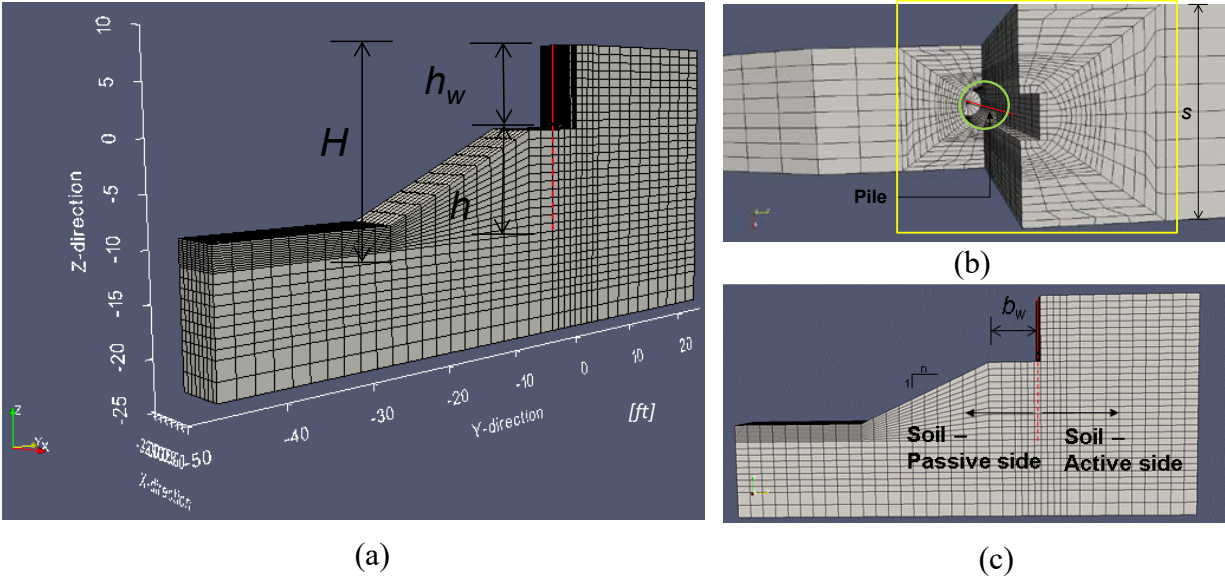 10
5
0
-5
-10
-15
-20
-25
Z-direction
H
h_w
h
-50
-40
-30
-20
-10
0
10
20
Y-direction
[ft]
X-direction
Z
Y
X
(a)
s
Pile
(b)
b_w
n
1
Soil –
Passive side
Soil –
Active side
(c)